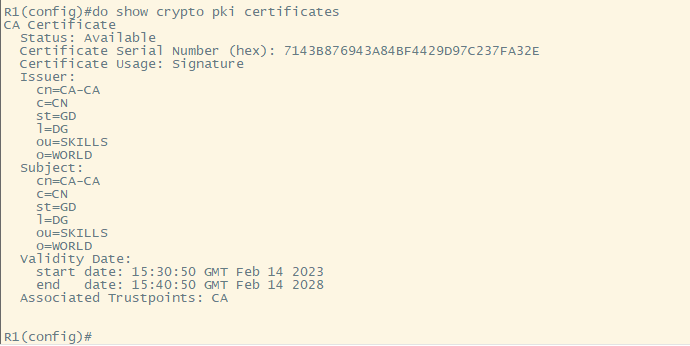 R1(config)#do show crypto pki certificates
CA Certificate
  Status: Available
  Certificate Serial Number (hex): 7143B876943A84BF4429D97C237FA32E
  Certificate Usage: Signature
  Issuer:
    cn=CA-CA
    c=CN
    st=GD
    l=DG
    ou=SKILLS
    o=WORLD
  Subject:
    cn=CA-CA
    c=CN
    st=GD
    l=DG
    ou=SKILLS
    o=WORLD
  Validity Date:
    start date: 15:30:50 GMT Feb 14 2023
    end   date: 15:40:50 GMT Feb 14 2028
  Associated Trustpoints: CA
R1(config)#